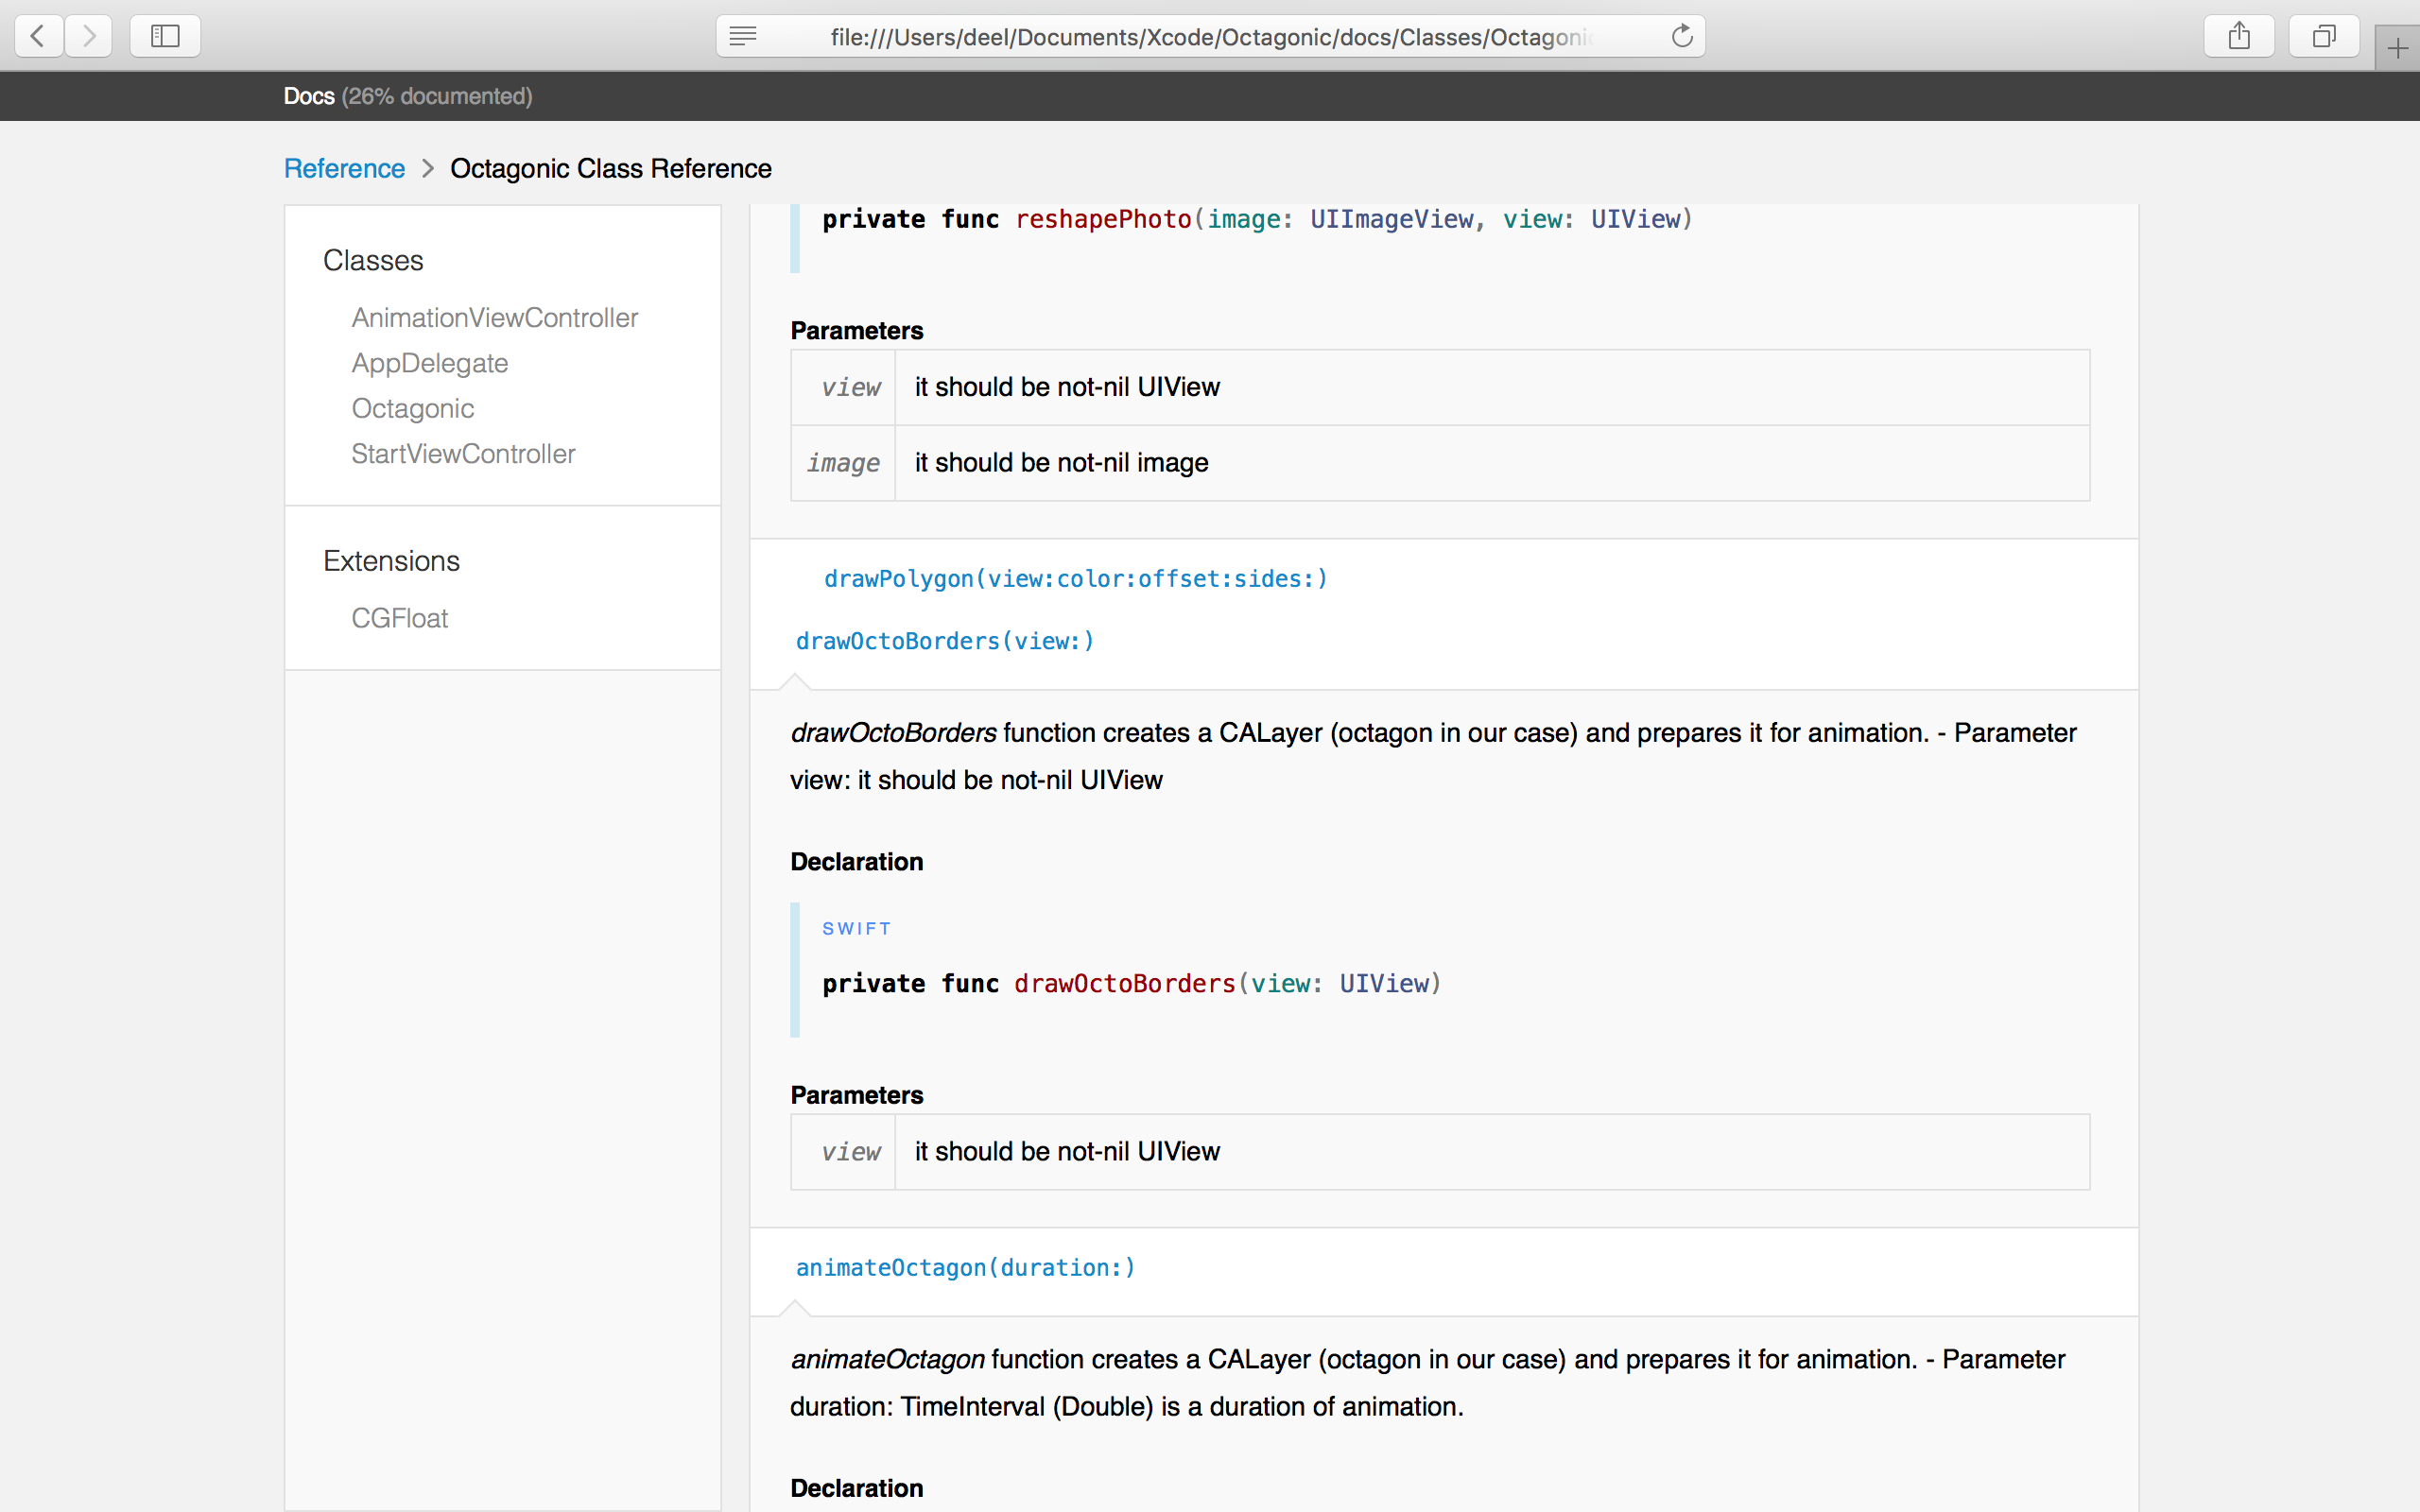 file:///Users/deel/Documents/Xcode/Octagonic/docs/Classes/Octagoni
Docs (26% documented)
Reference > Octagonic Class Reference
Classes
AnimationViewController
AppDelegate
Octagonic
StartViewController
Extensions
CGFloat
private func reshapePhoto(image: UIImageView, view: UIView)
Parameters
view it should be not-nil UIView
image it should be not-nil image
drawPolygon(view:color:offset:sides:)
drawOctoBorders(view:)
drawOctoBorders function creates a CALayer (octagon in our case) and prepares it for animation. - Parameter
view: it should be not-nil UIView
Declaration
SWIFT
private func drawOctoBorders(view: UIView)
Parameters
view it should be not-nil UIView
animateOctagon(duration:)
animateOctagon function creates a CALayer (octagon in our case) and prepares it for animation. - Parameter
duration: TimeInterval (Double) is a duration of animation.
Declaration